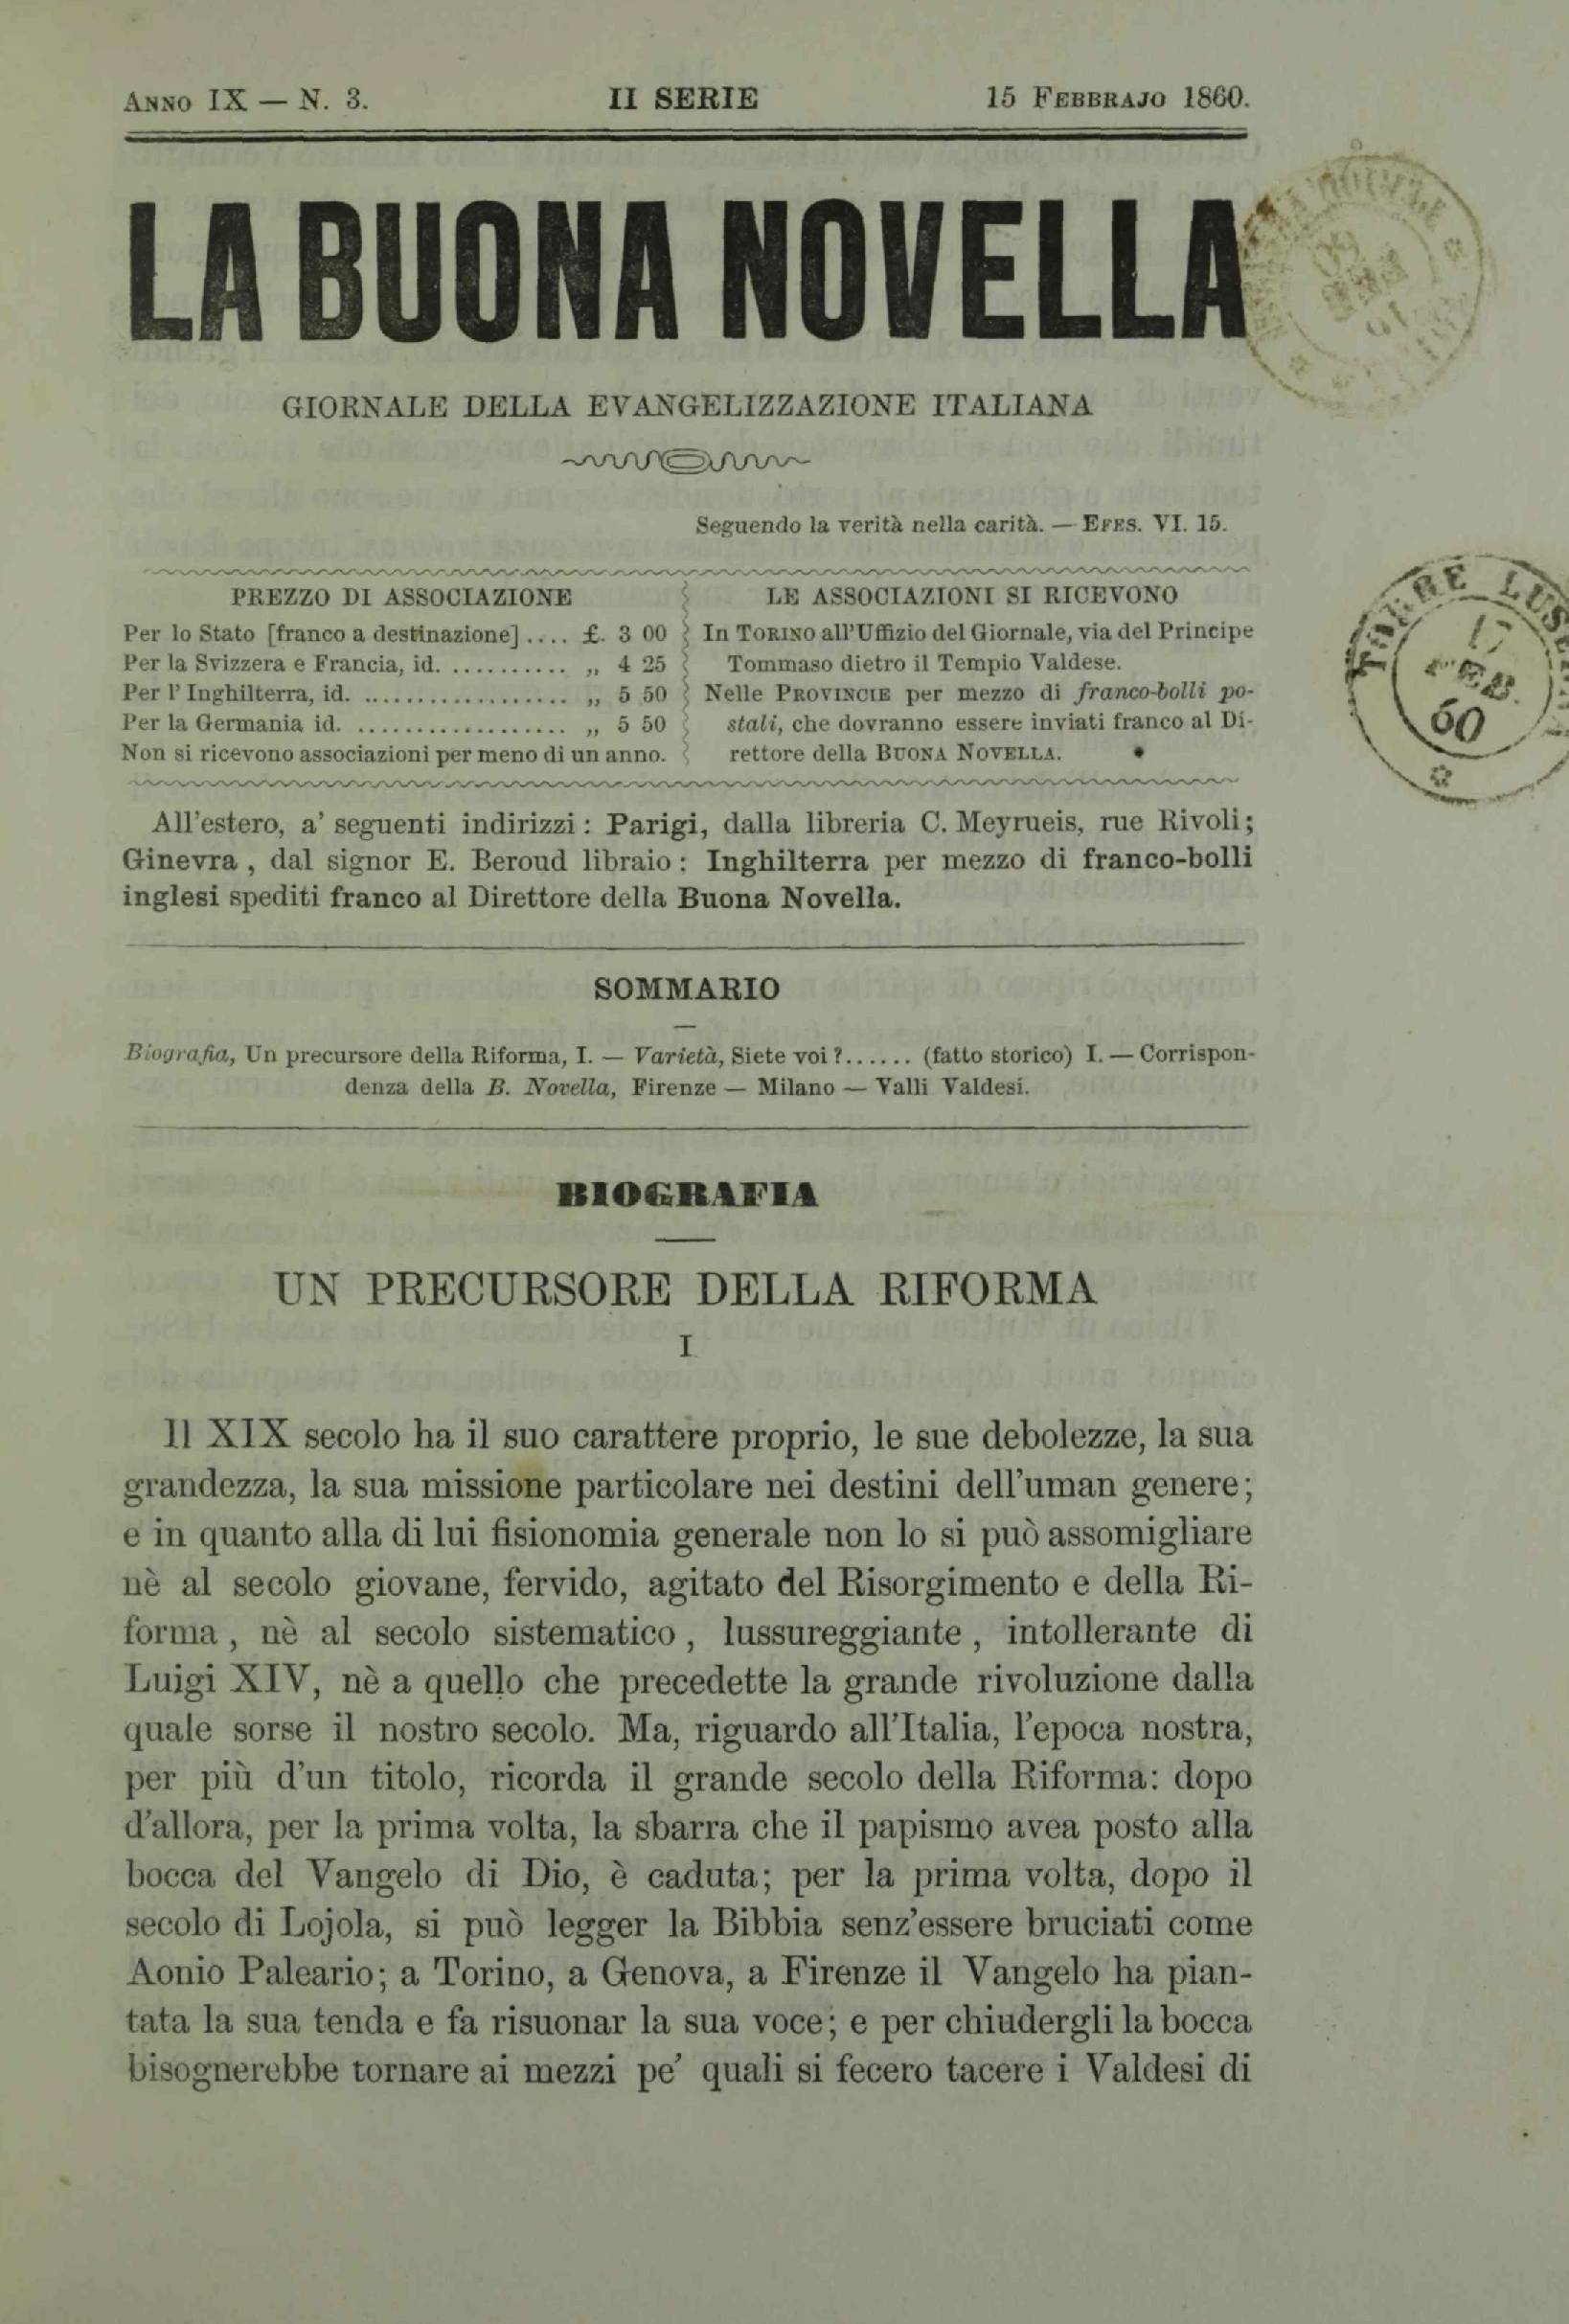 ANNO IX — N. 3.
II SERIE
15 FEBBRAJO 1860.
LA BUONA NOVELLA
GIORNALE DELLA EVANGELIZZAZIONE ITALIANA
Seguendo la verità nella carità. — EFES. VI. 15.
PREZZO DI ASSOCIAZIONE
Per lo Stato [franco a destinazione] .... £. 3 00
Per la Svizzera e Francia, id. ........... „ 4 25
Per l'Inghilterra, id. ................... „ 5 50
Per la Germania id. .................. „ 5 50
Non si ricevono associazioni per meno di un anno.
LE ASSOCIAZIONI SI RICEVONO
In TORINO all'Uffizio del Giornale, via del Principe
Tommaso dietro il Tempio Valdese.
Nelle PROVINCIE per mezzo di franco-bolli po-
stali, che dovranno essere inviati franco al Di-
rettore della BUONA NOVELLA.
TORRE LUSERNA
17
FEB.
60
All'estero, a' seguenti indirizzi: Parigi, dalla libreria C. Meyrueis, rue Rivoli;
Ginevra, dal signor E. Beroud libraio: Inghilterra per mezzo di franco-bolli
inglesi spediti franco al Direttore della Buona Novella.
SOMMARIO
Biografia, Un precursore della Riforma, I. — Varietà, Siete voi?...... (fatto storico) I. — Corrispon-
denza della B. Novella, Firenze — Milano — Valli Valdesi.
BIOGRAFIA
UN PRECURSORE DELLA RIFORMA
I
Il XIX secolo ha il suo carattere proprio, le sue debolezze, la sua
grandezza, la sua missione particolare nei destini dell'uman genere;
e in quanto alla di lui fisionomia generale non lo si può assomigliare
nè al secolo giovane, fervido, agitato del Risorgimento e della Ri-
forma, nè al secolo sistematico, lussureggiante, intollerante di
Luigi XIV, nè a quello che precedette la grande rivoluzione dalla
quale sorse il nostro secolo. Ma, riguardo all'Italia, l'epoca nostra,
per più d'un titolo, ricorda il grande secolo della Riforma: dopo
d'allora, per la prima volta, la sbarra che il papismo avea posto alla
bocca del Vangelo di Dio, è caduta; per la prima volta, dopo il
secolo di Lojola, si può legger la Bibbia senz'essere bruciati come
Aonio Paleario; a Torino, a Genova, a Firenze il Vangelo ha pian-
tata la sua tenda e fa risuonar la sua voce; e per chiudergli la bocca
bisognerebbe tornare ai mezzi pe' quali si fecero tacere i Valdesi di